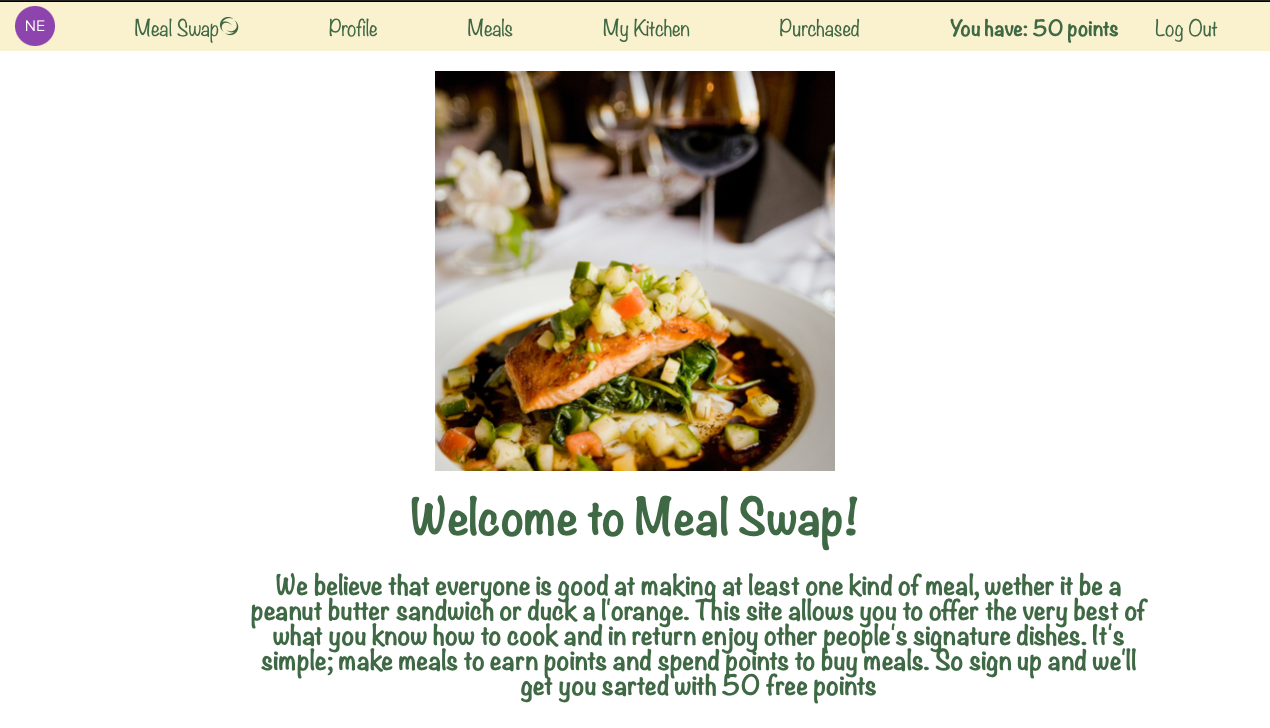 NE Meal Swap Profile Meals My Kitchen Purchased You have: 50 points Log Out
Welcome to Meal Swap!
We believe that everyone is good at making at least one kind of meal, wether it be a
peanut butter sandwich or duck a l'orange. This site allows you to offer the very best of
what you know how to cook and in return enjoy other people's signature dishes. It's
simple; make meals to earn points and spend points to buy meals. So sign up and we'll
get you sarted with 50 free points